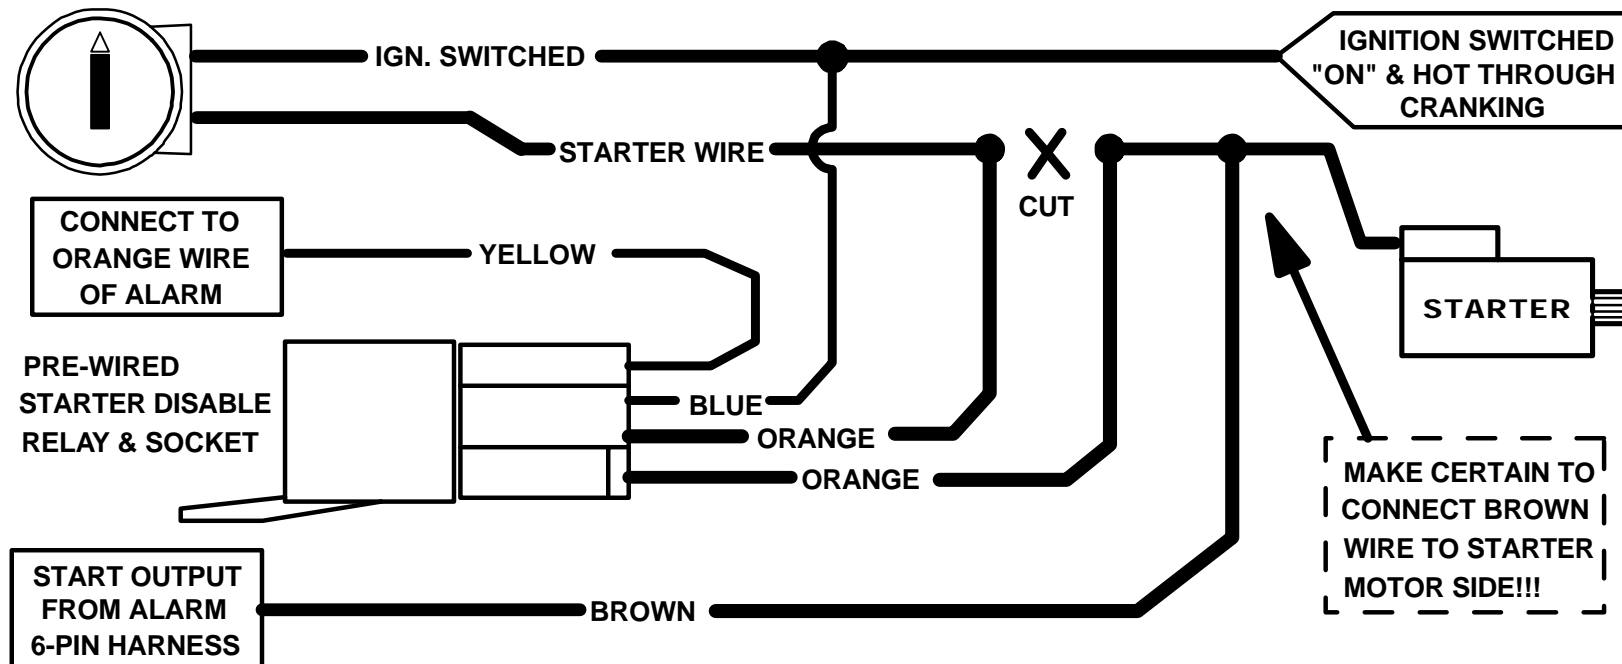 IGN. SWITCHED
IGNITION SWITCHED
"ON" & HOT THROUGH
CRANKING
STARTER WIRE
CUT
CONNECT TO
ORANGE WIRE
OF ALARM
YELLOW
STARTER
PRE-WIRED
STARTER DISABLE
RELAY & SOCKET
BLUE
ORANGE
ORANGE
MAKE CERTAIN TO
CONNECT BROWN
WIRE TO STARTER
MOTOR SIDE!!!
START OUTPUT
FROM ALARM
6-PIN HARNESS
BROWN